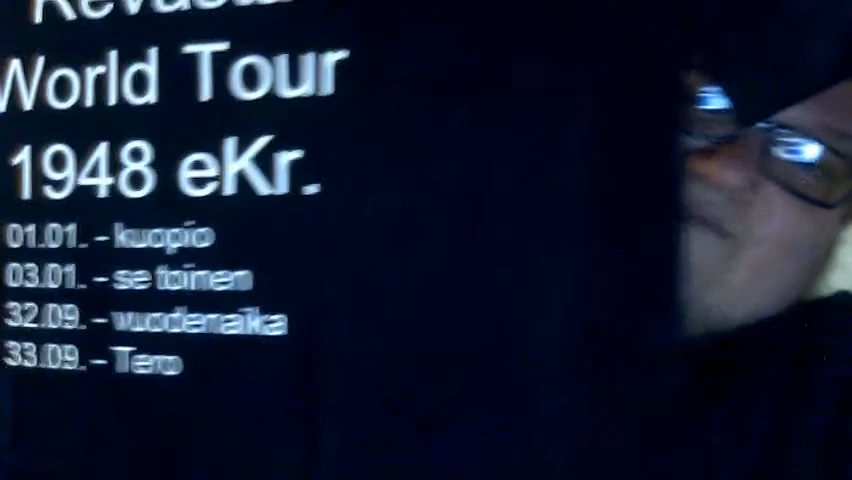 World Tour
1948 eKr.
01.01. - kuopio
03.01. - se toinen
32.09. - vuodenaika
33.09. - Tero